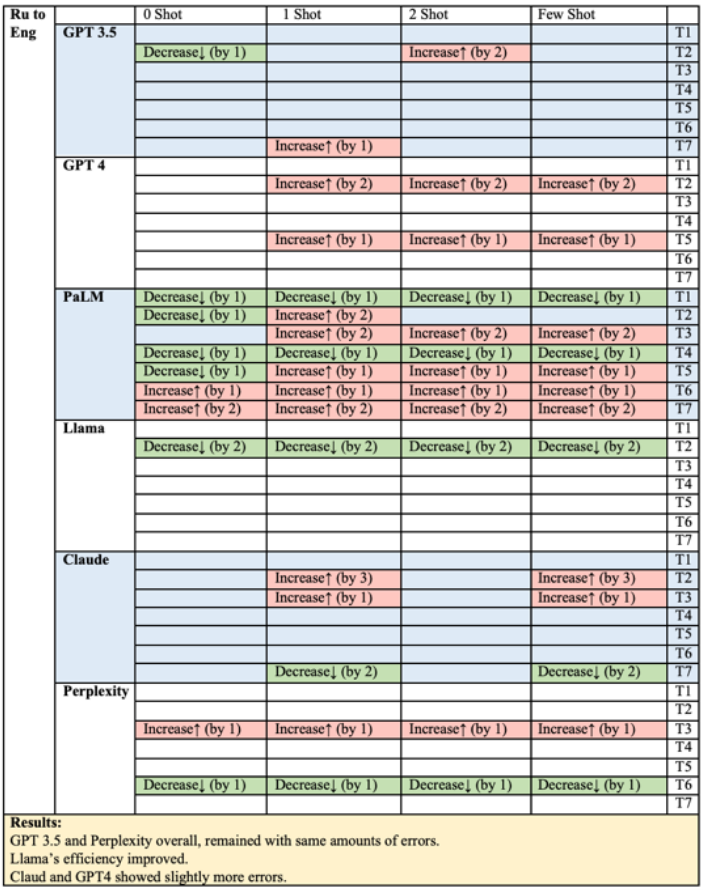 Ru to Eng 0 Shot 1 Shot 2 Shot Few Shot
GPT 3.5 T1
Decrease↓ (by 1) Increase↑ (by 2) T2
T3
T4
T5
T6
Increase↑ (by 1) T7
GPT 4 T1
Increase↑ (by 2) Increase↑ (by 2) Increase↑ (by 2) T2
T3
T4
Increase↑ (by 1) Increase↑ (by 1) Increase↑ (by 1) T5
T6
T7
PaLM Decrease↓ (by 1) Decrease↓ (by 1) Decrease↓ (by 1) Decrease↓ (by 1) T1
Decrease↓ (by 1) Increase↑ (by 2) T2
Increase↑ (by 2) Increase↑ (by 2) Increase↑ (by 2) T3
Decrease↓ (by 1) Decrease↓ (by 1) Decrease↓ (by 1) Decrease↓ (by 1) T4
Decrease↓ (by 1) Increase↑ (by 1) Increase↑ (by 1) Increase↑ (by 1) T5
Increase↑ (by 1) Increase↑ (by 1) Increase↑ (by 1) Increase↑ (by 1) T6
Increase↑ (by 2) Increase↑ (by 2) Increase↑ (by 2) Increase↑ (by 2) T7
Llama T1
Decrease↓ (by 2) Decrease↓ (by 2) Decrease↓ (by 2) Decrease↓ (by 2) T2
T3
T4
T5
T6
T7
Claude T1
Increase↑ (by 3) Increase↑ (by 3) T2
Increase↑ (by 1) Increase↑ (by 1) T3
T4
T5
T6
Decrease↓ (by 2) Decrease↓ (by 2) T7
Perplexity T1
T2
Increase↑ (by 1) Increase↑ (by 1) Increase↑ (by 1) Increase↑ (by 1) T3
T4
T5
Decrease↓ (by 1) Decrease↓ (by 1) Decrease↓ (by 1) Decrease↓ (by 1) T6
T7
Results:
GPT 3.5 and Perplexity overall, remained with same amounts of errors.
Llama's efficiency improved.
Claud and GPT4 showed slightly more errors.